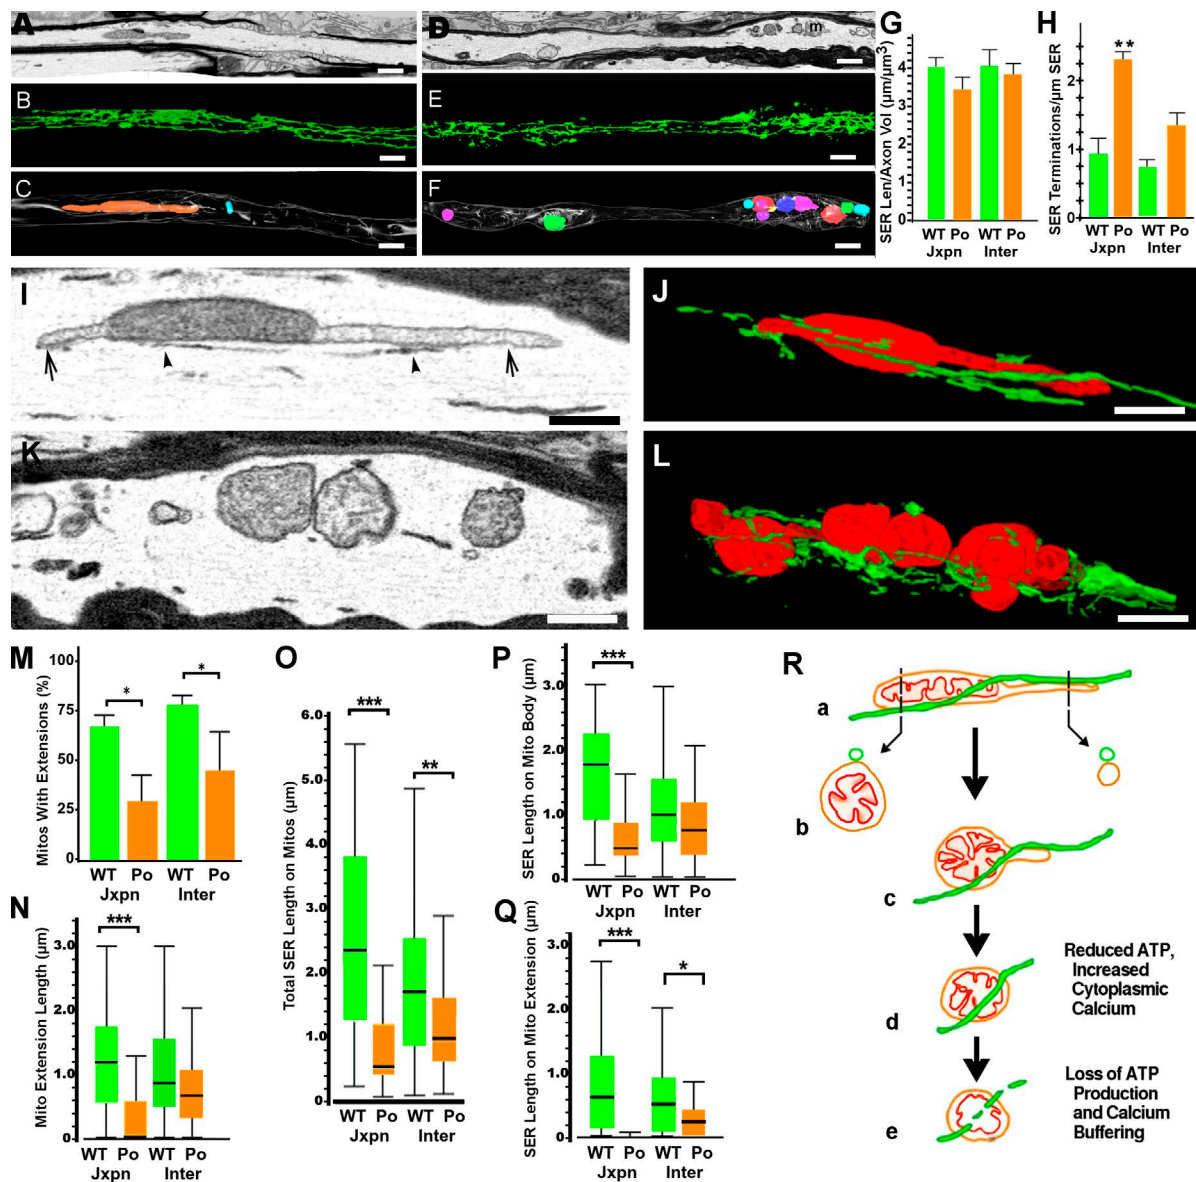 A
D
m
B
E
C
F
G
SER Len/Axon Vol (µm/µm³)
4
3
2
1
0
WT Po WT Po
Jxpn Inter
H
SER Terminations/µm SER
2
1
0
**
WT Po WT Po
Jxpn Inter
I
J
K
L
M
Mitos With Extensions (%)
100
75
50
25
0
*
*
WT Po WT Po
Jxpn Inter
N
Mito Extension Length (µm)
3.0
2.0
1.0
0
***
WT Po WT Po
Jxpn Inter
O
Total SER Length on Mitos (µm)
6.0
5.0
4.0
3.0
2.0
1.0
0
***
**
WT Po WT Po
Jxpn Inter
P
SER Length on Mito Body (µm)
3.0
2.0
1.0
0
***
WT Po WT Po
Jxpn Inter
Q
SER Length on Mito Extension (µm)
3.0
2.0
1.0
0
***
*
WT Po WT Po
Jxpn Inter
R
a
b
c
d
Reduced ATP,
Increased
Cytoplasmic
Calcium
e
Loss of ATP
Production
and Calcium
Buffering